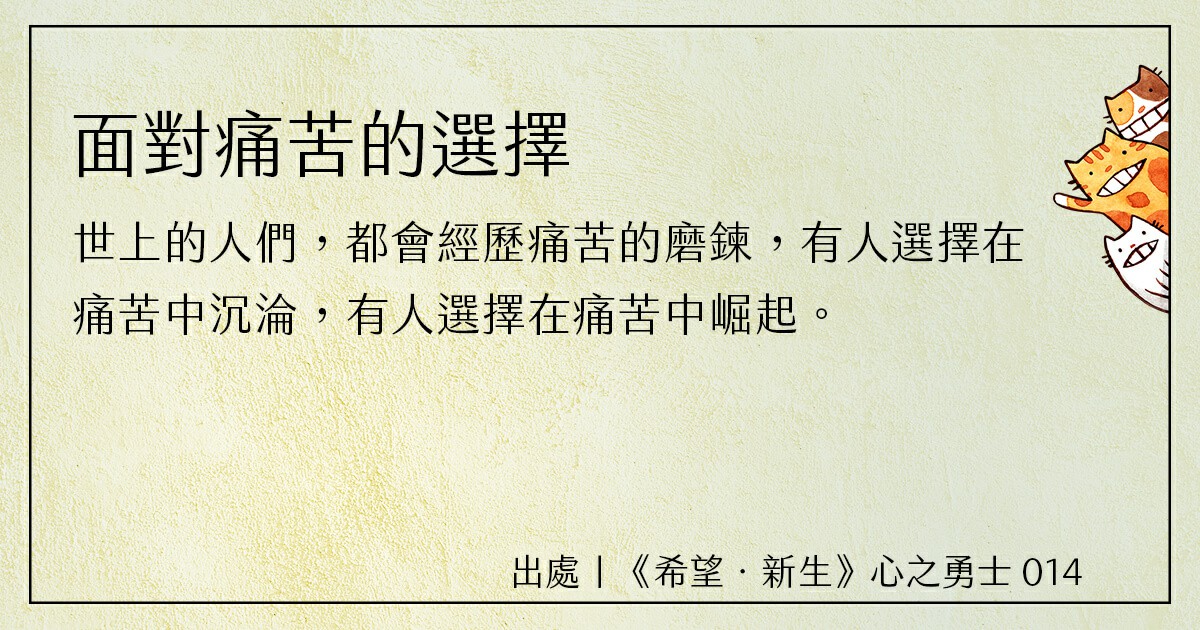 面對痛苦的選擇
世上的人們，都會經歷痛苦的磨鍊，有人選擇在
痛苦中沉淪，有人選擇在痛苦中崛起。
出處｜《希望．新生》心之勇士 014